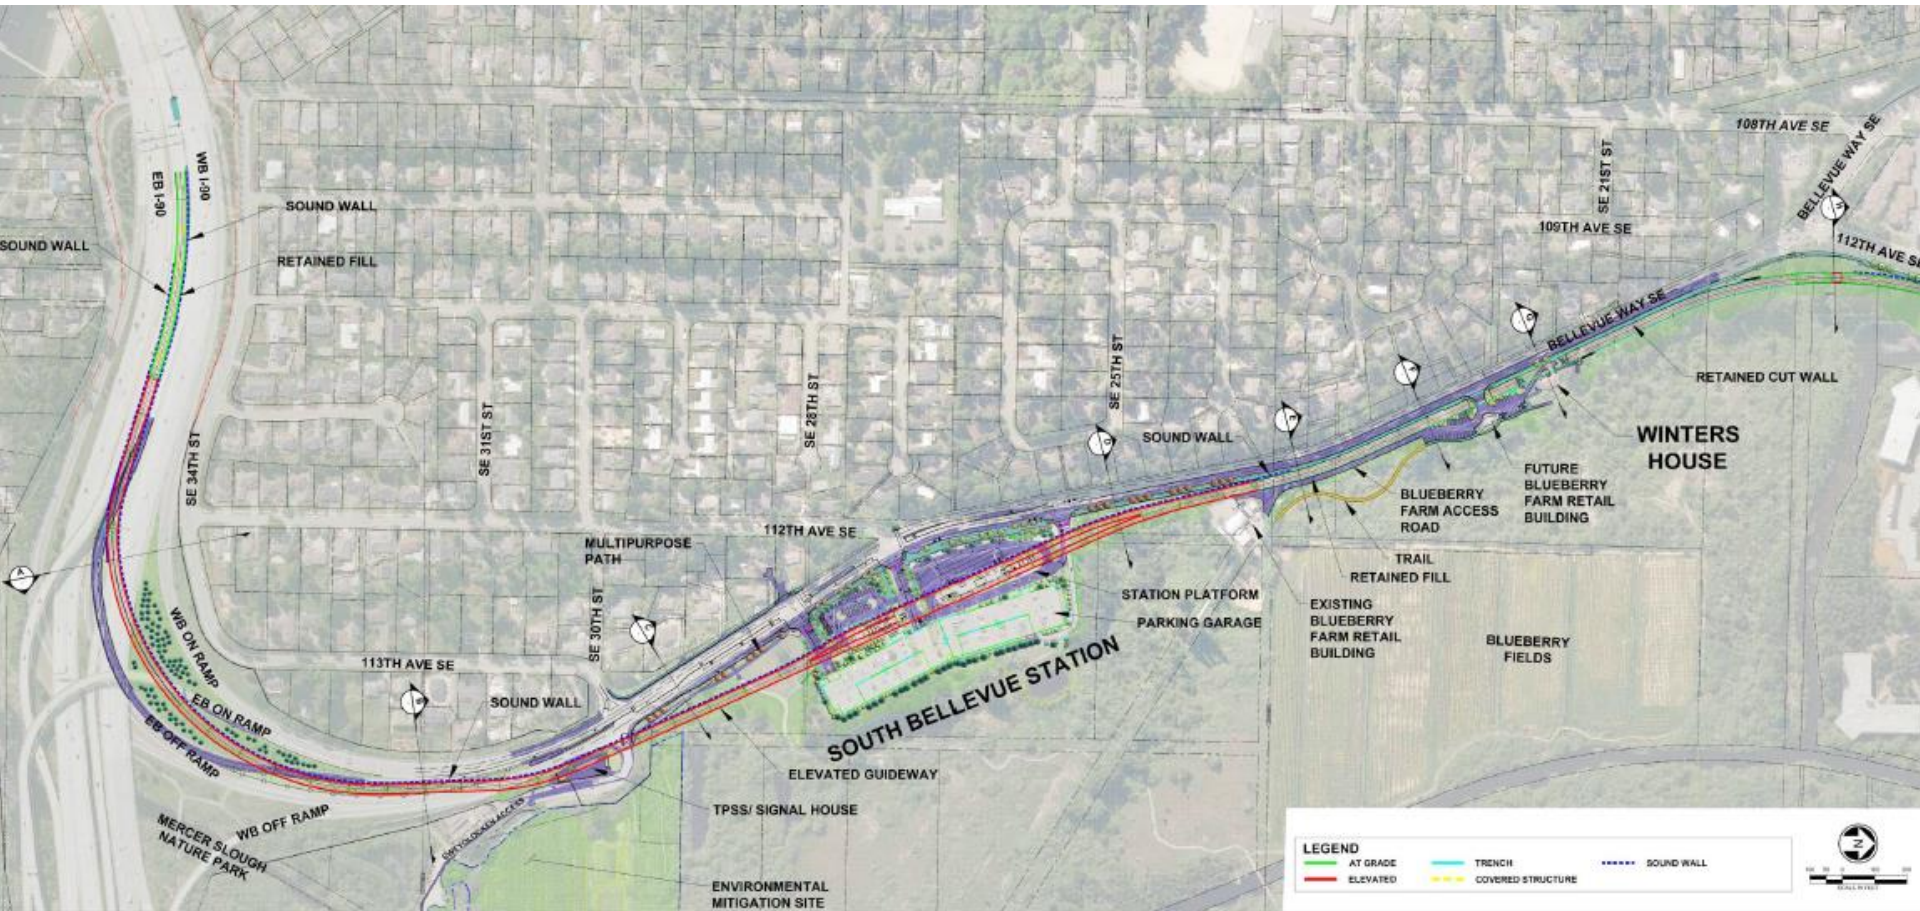 108TH AVE SE
BELLEVUE WAY SE
SE 21ST ST
WB I-90
EB I-90
SOUND WALL
109TH AVE SE
SOUND WALL
112TH AVE SE
RETAINED FILL
BELLEVUE WAY SE
SE 25TH ST
SE 28TH ST
SE 31ST ST
SE 34TH ST
RETAINED CUT WALL
SOUND WALL
WINTERS
HOUSE
FUTURE
BLUEBERRY
FARM RETAIL
BUILDING
BLUEBERRY
FARM ACCESS
ROAD
112TH AVE SE
MULTIPURPOSE
PATH
TRAIL
RETAINED FILL
STATION PLATFORM
PARKING GARAGE
EXISTING
BLUEBERRY
FARM RETAIL
BUILDING
BLUEBERRY
FIELDS
A
SE 30TH ST
C
D
E
WB ON RAMP
113TH AVE SE
B
SOUND WALL
EB ON RAMP
EB OFF RAMP
SOUTH BELLEVUE STATION
ELEVATED GUIDEWAY
TPSS/ SIGNAL HOUSE
WB OFF RAMP
MERCER SLOUGH
NATURE PARK
ENVIRONMENTAL
MITIGATION SITE
LEGEND
AT GRADE
TRENCH
SOUND WALL
ELEVATED
COVERED STRUCTURE
N